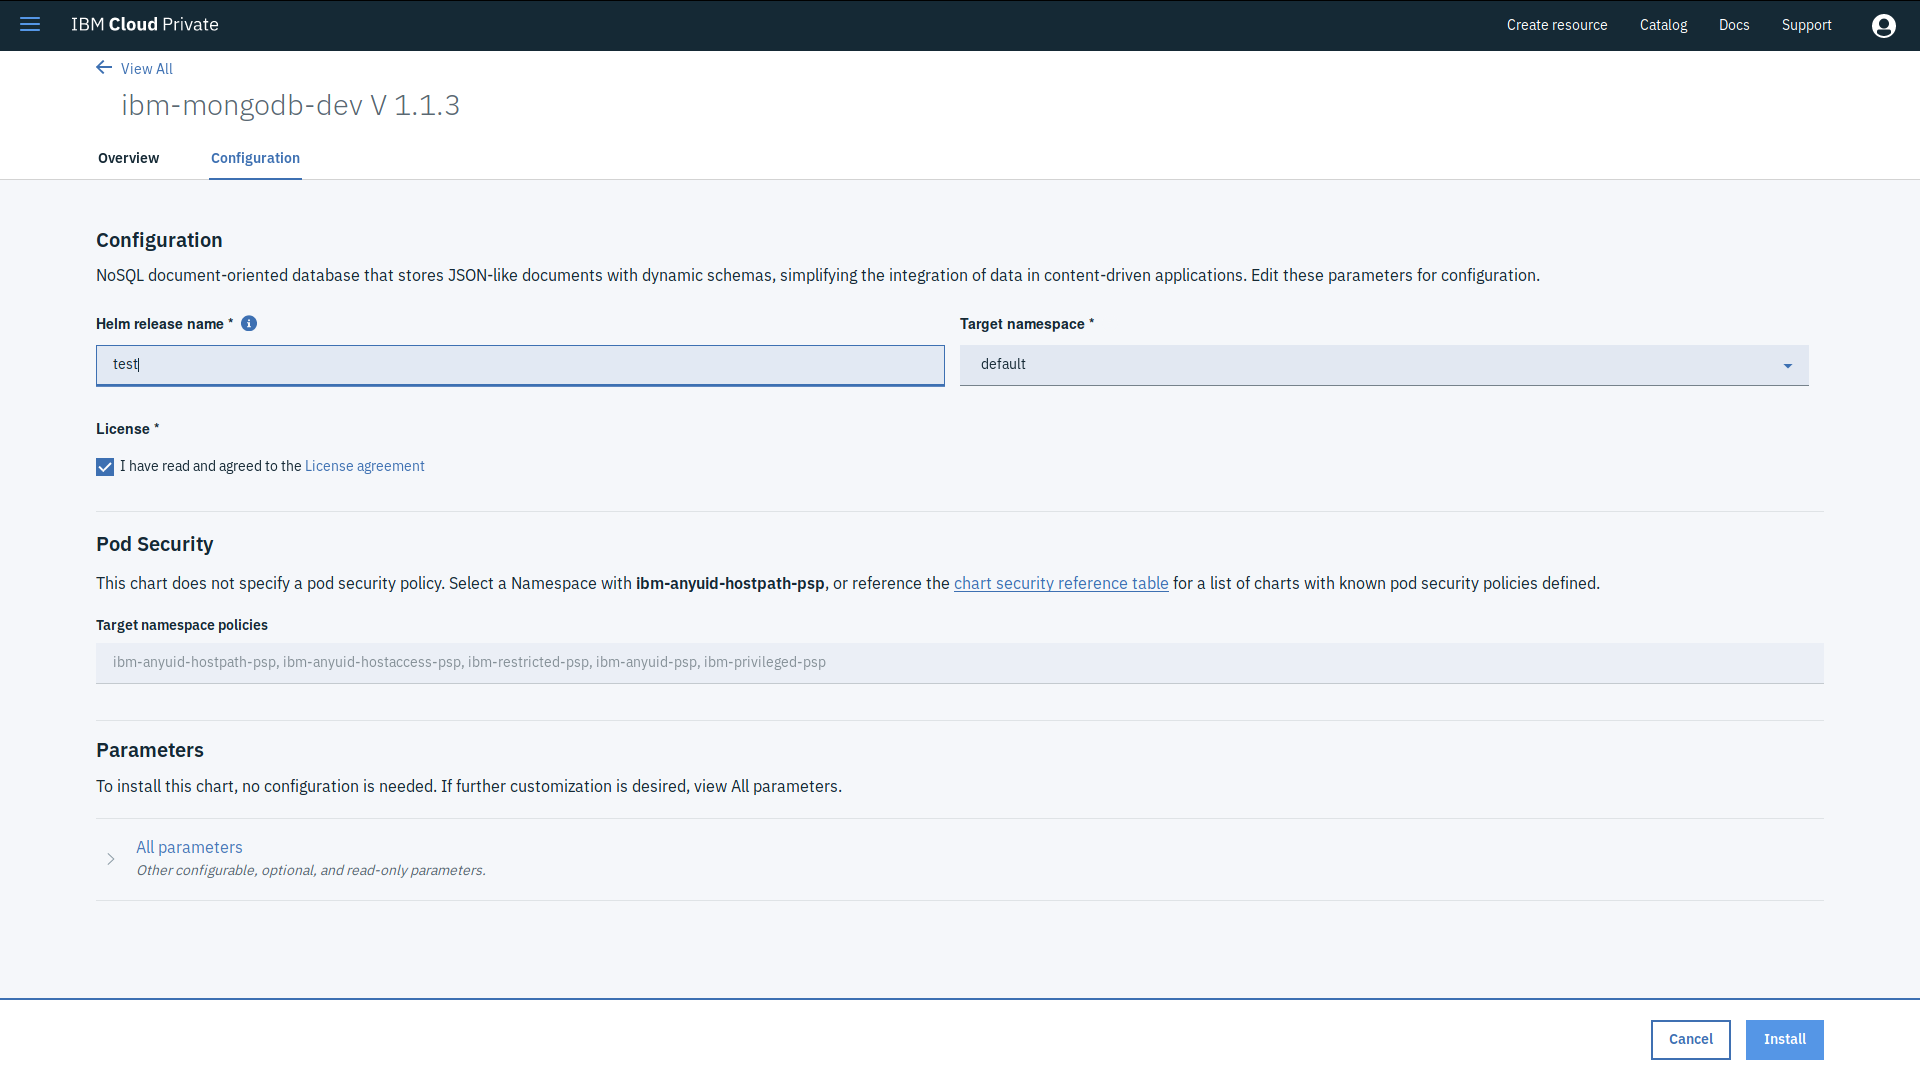 IBM Cloud Private
Create resource
Catalog
Docs
Support
View All
ibm-mongodb-dev V 1.1.3
Overview
Configuration
Configuration
NoSQL document-oriented database that stores JSON-like documents with dynamic schemas, simplifying the integration of data in content-driven applications. Edit these parameters for configuration.
Helm release name *
Target namespace *
test
default
License *
I have read and agreed to the License agreement
Pod Security
This chart does not specify a pod security policy. Select a Namespace with ibm-anyuid-hostpath-psp, or reference the chart security reference table for a list of charts with known pod security policies defined.
Target namespace policies
ibm-anyuid-hostpath-psp, ibm-anyuid-hostaccess-psp, ibm-restricted-psp, ibm-anyuid-psp, ibm-privileged-psp
Parameters
To install this chart, no configuration is needed. If further customization is desired, view All parameters.
All parameters
Other configurable, optional, and read-only parameters.
Cancel
Install